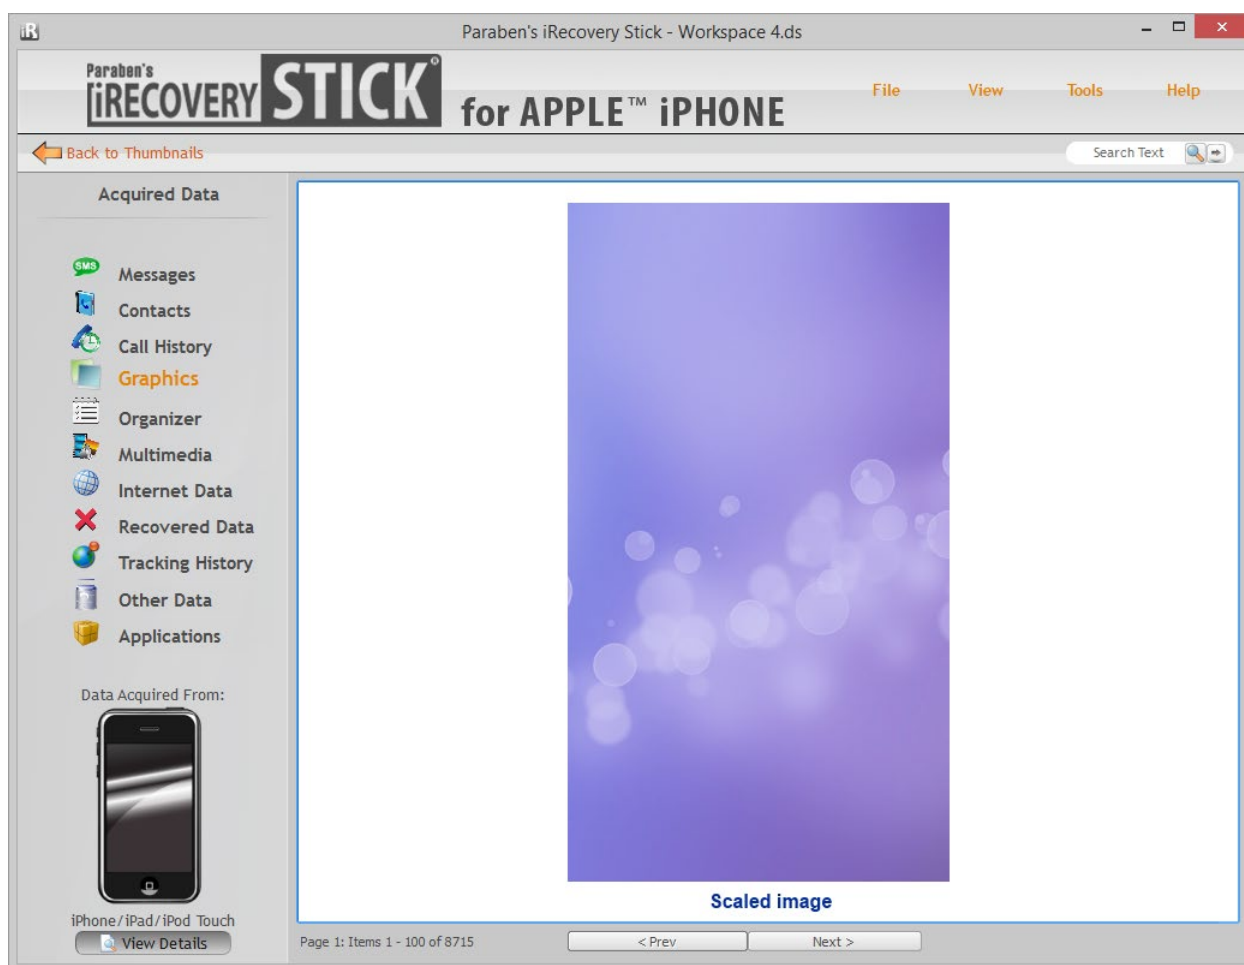 iR
Paraben's iRecovery Stick - Workspace 4.ds
Paraben's
iRECOVERY STICK® for APPLE™ iPHONE
File View Tools Help
Back to Thumbnails
Search Text
Acquired Data
SMS
Messages
Contacts
Call History
Graphics
Organizer
Multimedia
Internet Data
Recovered Data
Tracking History
Other Data
Applications
Data Acquired From:
iPhone/iPad/iPod Touch
View Details
Scaled image
Page 1: Items 1 - 100 of 8715
< Prev
Next >